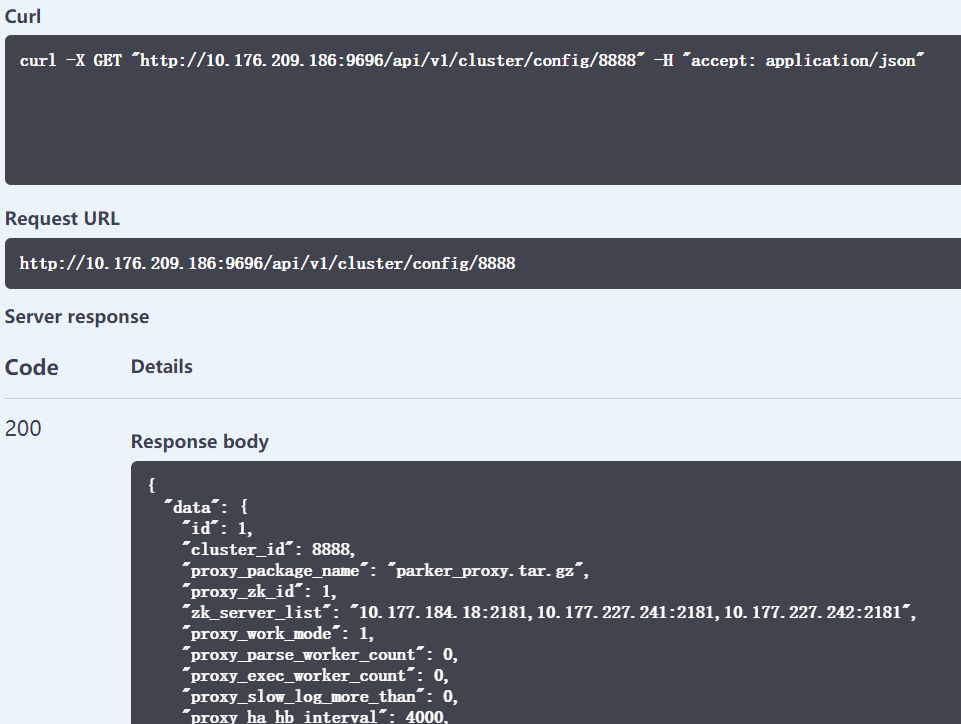 Curl
curl -X GET "http://10.176.209.186:9696/api/v1/cluster/config/8888" -H "accept: application/json"
Request URL
http://10.176.209.186:9696/api/v1/cluster/config/8888
Server response
Code Details
200
Response body
{
"data": {
"id": 1,
"cluster_id": 8888,
"proxy_package_name": "parker_proxy.tar.gz",
"proxy_zk_id": 1,
"zk_server_list": "10.177.184.18:2181,10.177.227.241:2181,10.177.227.242:2181",
"proxy_work_mode": 1,
"proxy_parse_worker_count": 0,
"proxy_exec_worker_count": 0,
"proxy_slow_log_more_than": 0,
"proxy_ha_hb_interval": 4000,